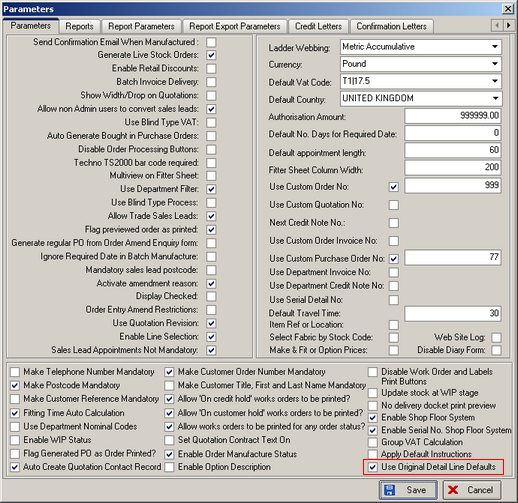 Parameters
Parameters Reports Report Parameters Report Export Parameters Credit Letters Confirmation Letters
Send Confirmation Email When Manufactured :
Generate Live Stock Orders:
Enable Retail Discounts:
Batch Invoice Delivery:
Show Width/Drop on Quotations:
Allow non Admin users to convert sales leads:
Use Blind Type VAT:
Auto Generate Bought in Purchase Orders:
Disable Order Processing Buttons:
Techno TS2000 bar code required:
Multiview on Fitter Sheet:
Use Department Filter:
Use Blind Type Process:
Allow Trade Sales Leads:
Flag previewed order as printed:
Generate regular PO from Order Amend Enquiry form:
Ignore Required Date in Batch Manufacture:
Mandatory sales lead postcode:
Activate amendment reason:
Display Checked:
Order Entry Amend Restrictions:
Use Quotation Revision:
Enable Line Selection:
Sales Lead Appointments Not Mandatory:
Ladder Webbing: Metric Accumulative
Currency: Pound
Default Vat Code: T1|17.5
Default Country: UNITED KINGDOM
Authorisation Amount: 999999.00
Default No. Days for Required Date: 0
Default appointment length: 60
Fitter Sheet Column Width: 200
Use Custom Order No: 999
Use Custom Quotation No:
Next Credit Note No.:
Use Custom Order Invoice No:
Use Custom Purchase Order No: 77
Use Department Invoice No:
Use Department Credit Note No:
Use Serial Detail No:
Default Travel Time: 30
Item Ref or Location:
Select Fabric by Stock Code: Web Site Log:
Make & Fit or Option Prices: Disable Diary Form:
Make Telephone Number Mandatory
Make Postcode Mandatory
Make Customer Reference Mandatory
Fitting Time Auto Calculation
Use Department Nominal Codes
Enable WIP Status
Flag Generated PO as Order Printed?
Auto Create Quotation Contact Record
Make Customer Order Number Mandatory
Make Customer Title, First and Last Name Mandatory
Allow 'On credit hold' works orders to be printed?
Allow 'On customer hold' works orders to be printed?
Allow works orders to be printed for any order status?
Set Quotation Contract Text On
Enable Order Manufacture Status
Enable Option Description
Disable Work Order and Labels
Print Buttons
Update stock at WIP stage
No delivery docket print preview
Enable Shop Floor System
Enable Serial No. Shop Floor System
Group VAT Calculation
Apply Default Instructions
Use Original Detail Line Defaults
Save Cancel